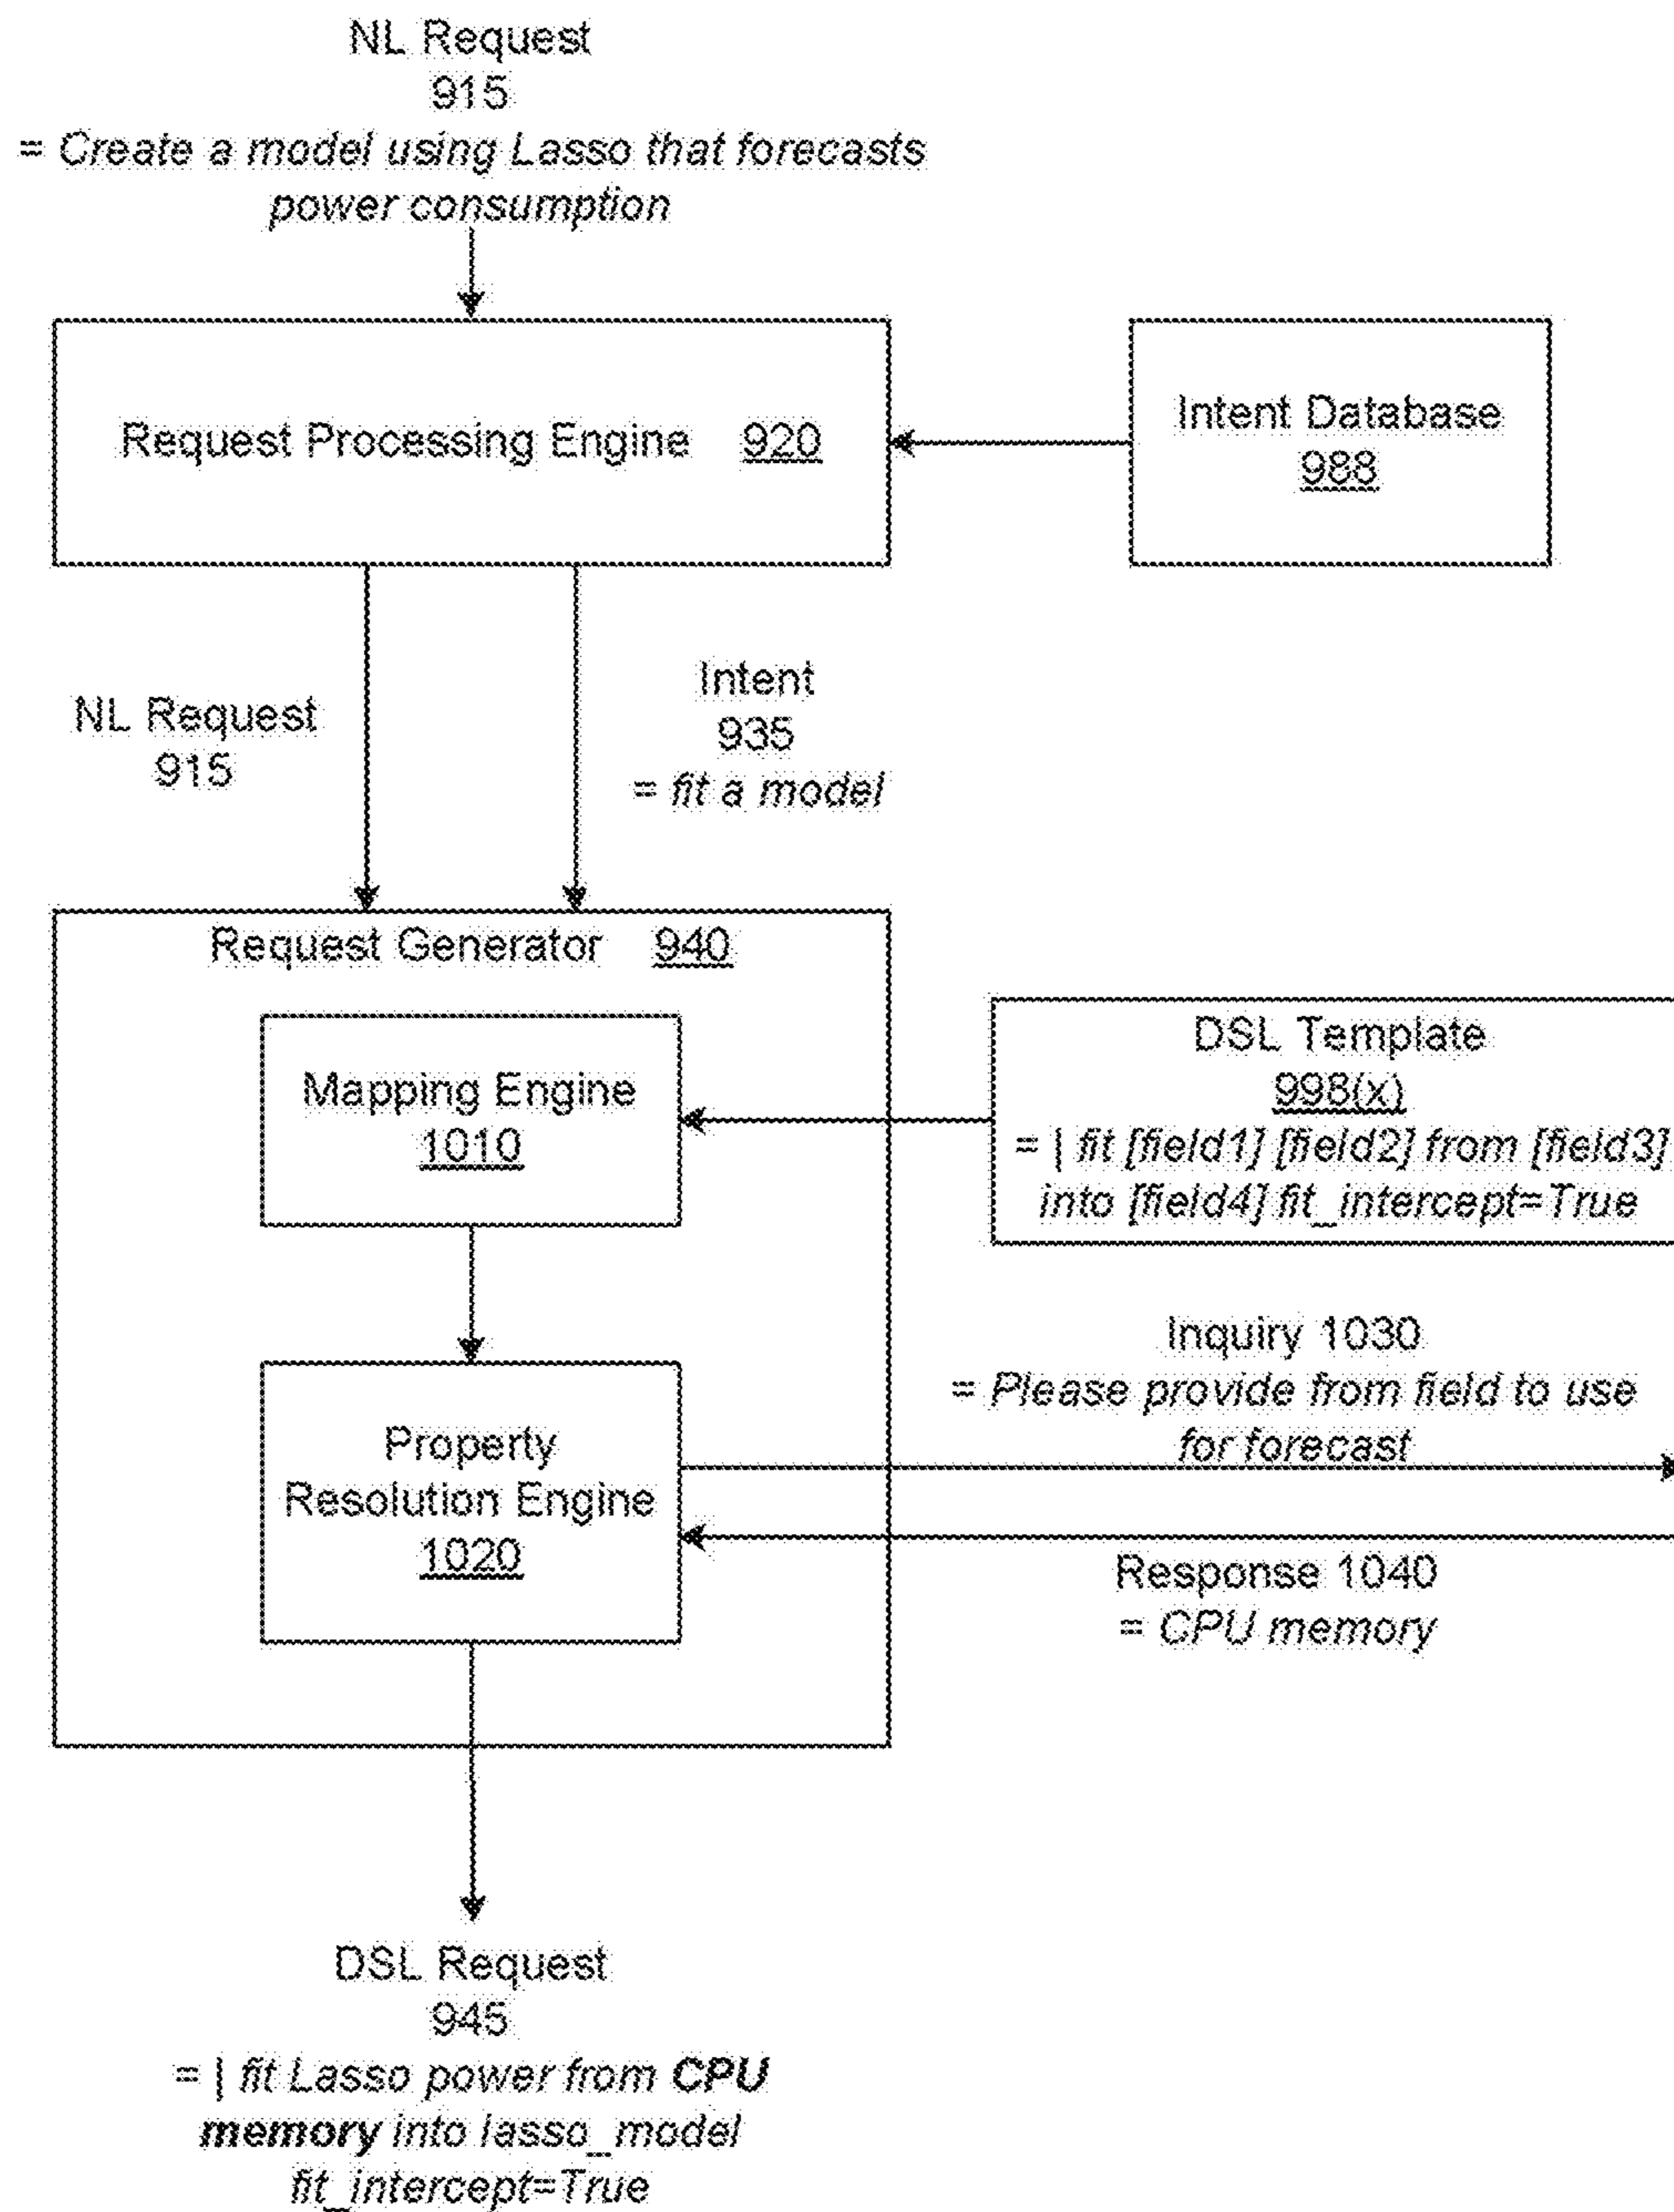 NL Request
915
= Create a model using Lasso that forecasts
power consumption
Request Processing Engine 920
Intent Database
988
NL Request
915
Intent
935
= fit a model
Request Generator 940
Mapping Engine
1010
DSL Template
998(x)
= | fit [field1] [field2] from [field3]
into [field4] fit_intercept=True
Inquiry 1030
= Please provide from field to use
for forecast
Property
Resolution Engine
1020
Response 1040
= CPU memory
DSL Request
945
= | fit Lasso power from CPU
memory into lasso_model
fit_intercept=True